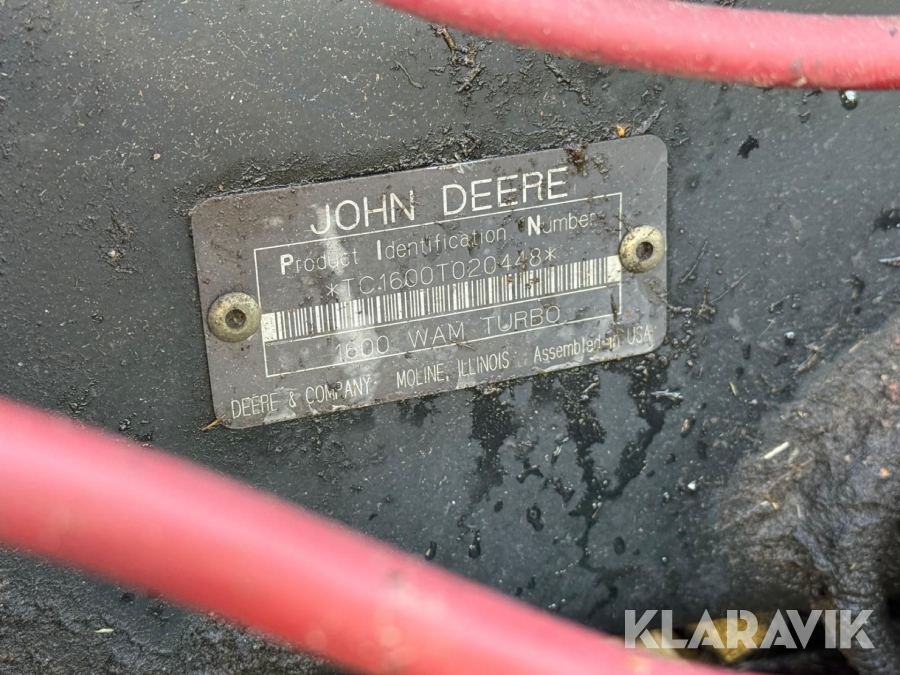 JOHN DEERE
Product Identification Number
*TC1600T020448*
1600 WAM TURBO
DEERE & COMPANY MOLINE, ILLINOIS Assembled in USA
KLARAVIK